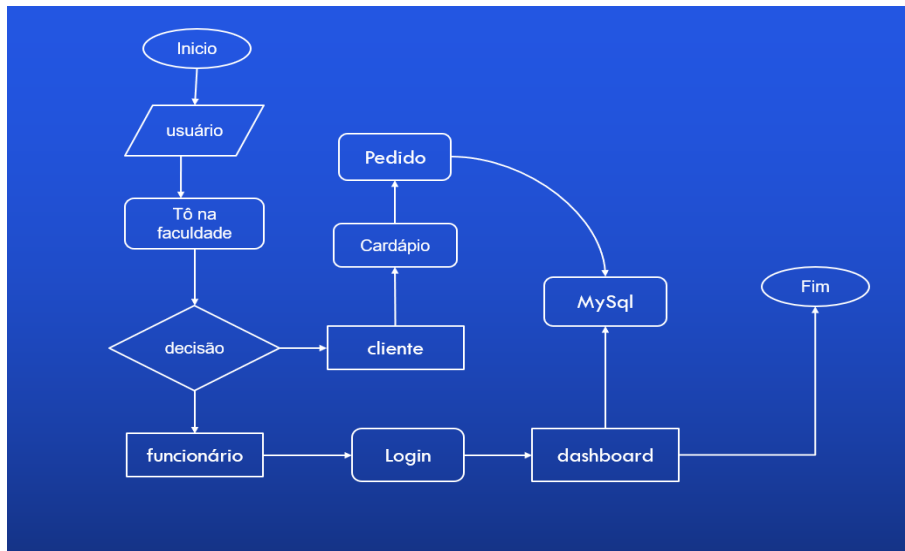 Inicio
usuário
Tô na
faculdade
decisão
cliente
Cardápio
Pedido
MySql
funcionário
Login
dashboard
Fim